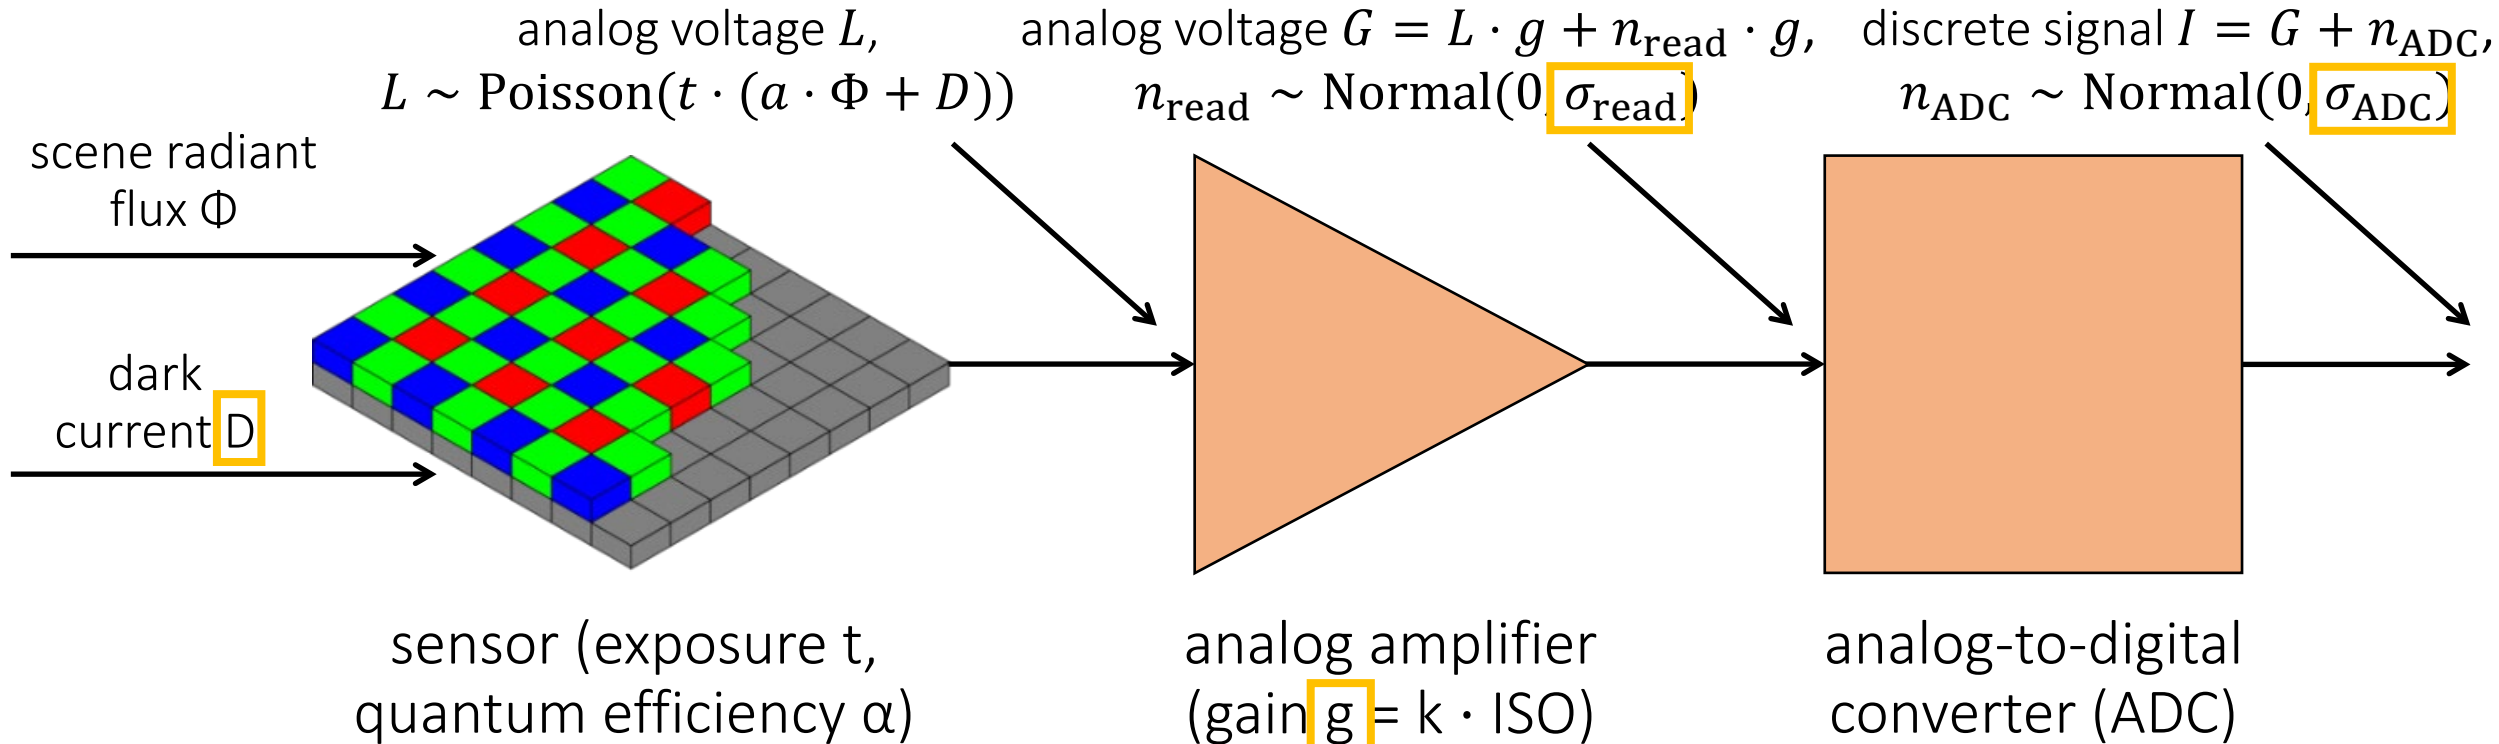 analog voltage L,
L ~ Poisson(t · (a · Φ + D))
analog voltage G = L · g + n_read · g,
n_read ~ Normal(0, σ_read)
discrete signal I = G + n_ADC,
n_ADC ~ Normal(0, σ_ADC)
scene radiant
flux Φ
dark
current D
sensor (exposure t,
quantum efficiency α)
analog amplifier
(gain g = k · ISO)
analog-to-digital
converter (ADC)